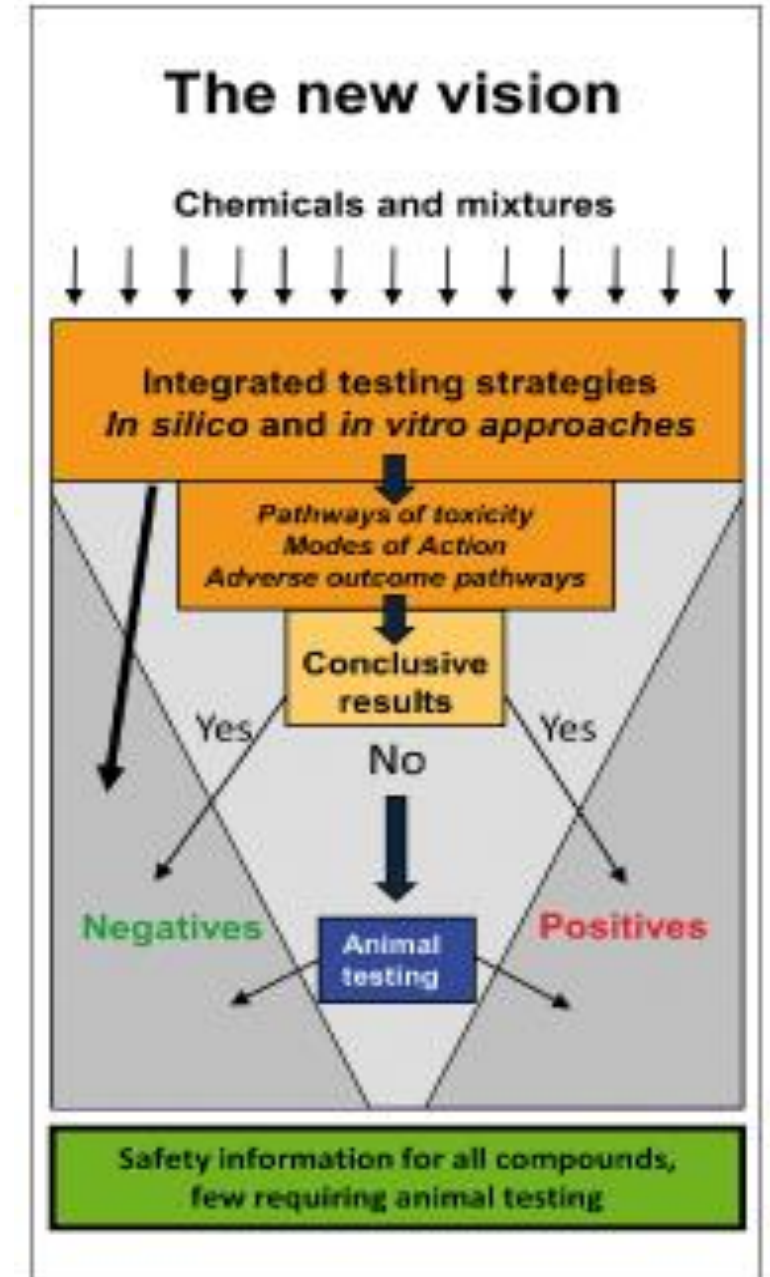 The new vision
Chemicals and mixtures
Integrated testing strategies
In silico and in vitro approaches
Pathways of toxicity
Modes of Action
Adverse outcome pathways
Conclusive
results
Yes
Yes
No
Negatives
Positives
Animal
testing
Safety information for all compounds,
few requiring animal testing